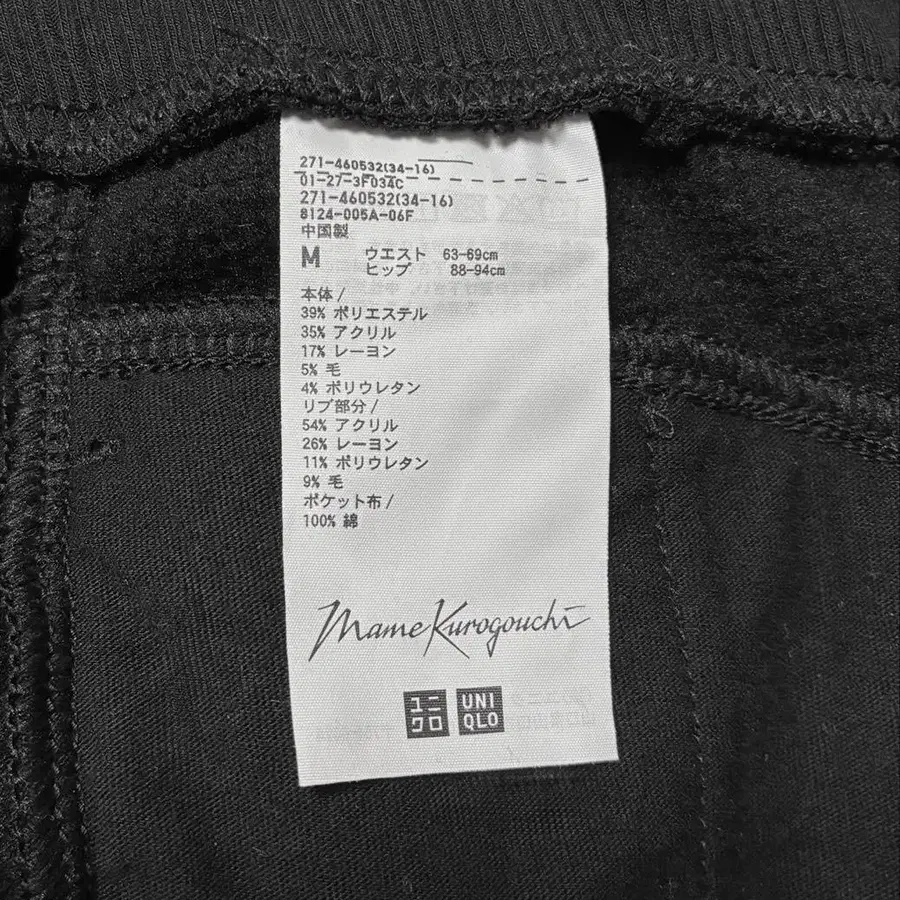 271-460532(34-16)
01-27-3F034C
271-460532(34-16)
8124-005A-06F
中国製
M ウエスト 63-69cm
ヒップ 88-94cm
本体/
39% ポリエステル
35% アクリル
17% レーヨン
5% 毛
4% ポリウレタン
リブ部分/
54% アクリル
26% レーヨン
11% ポリウレタン
9% 毛
ポケット布/
100% 綿
Mame Kurogouchi
ユニ UNI
クロ QLO